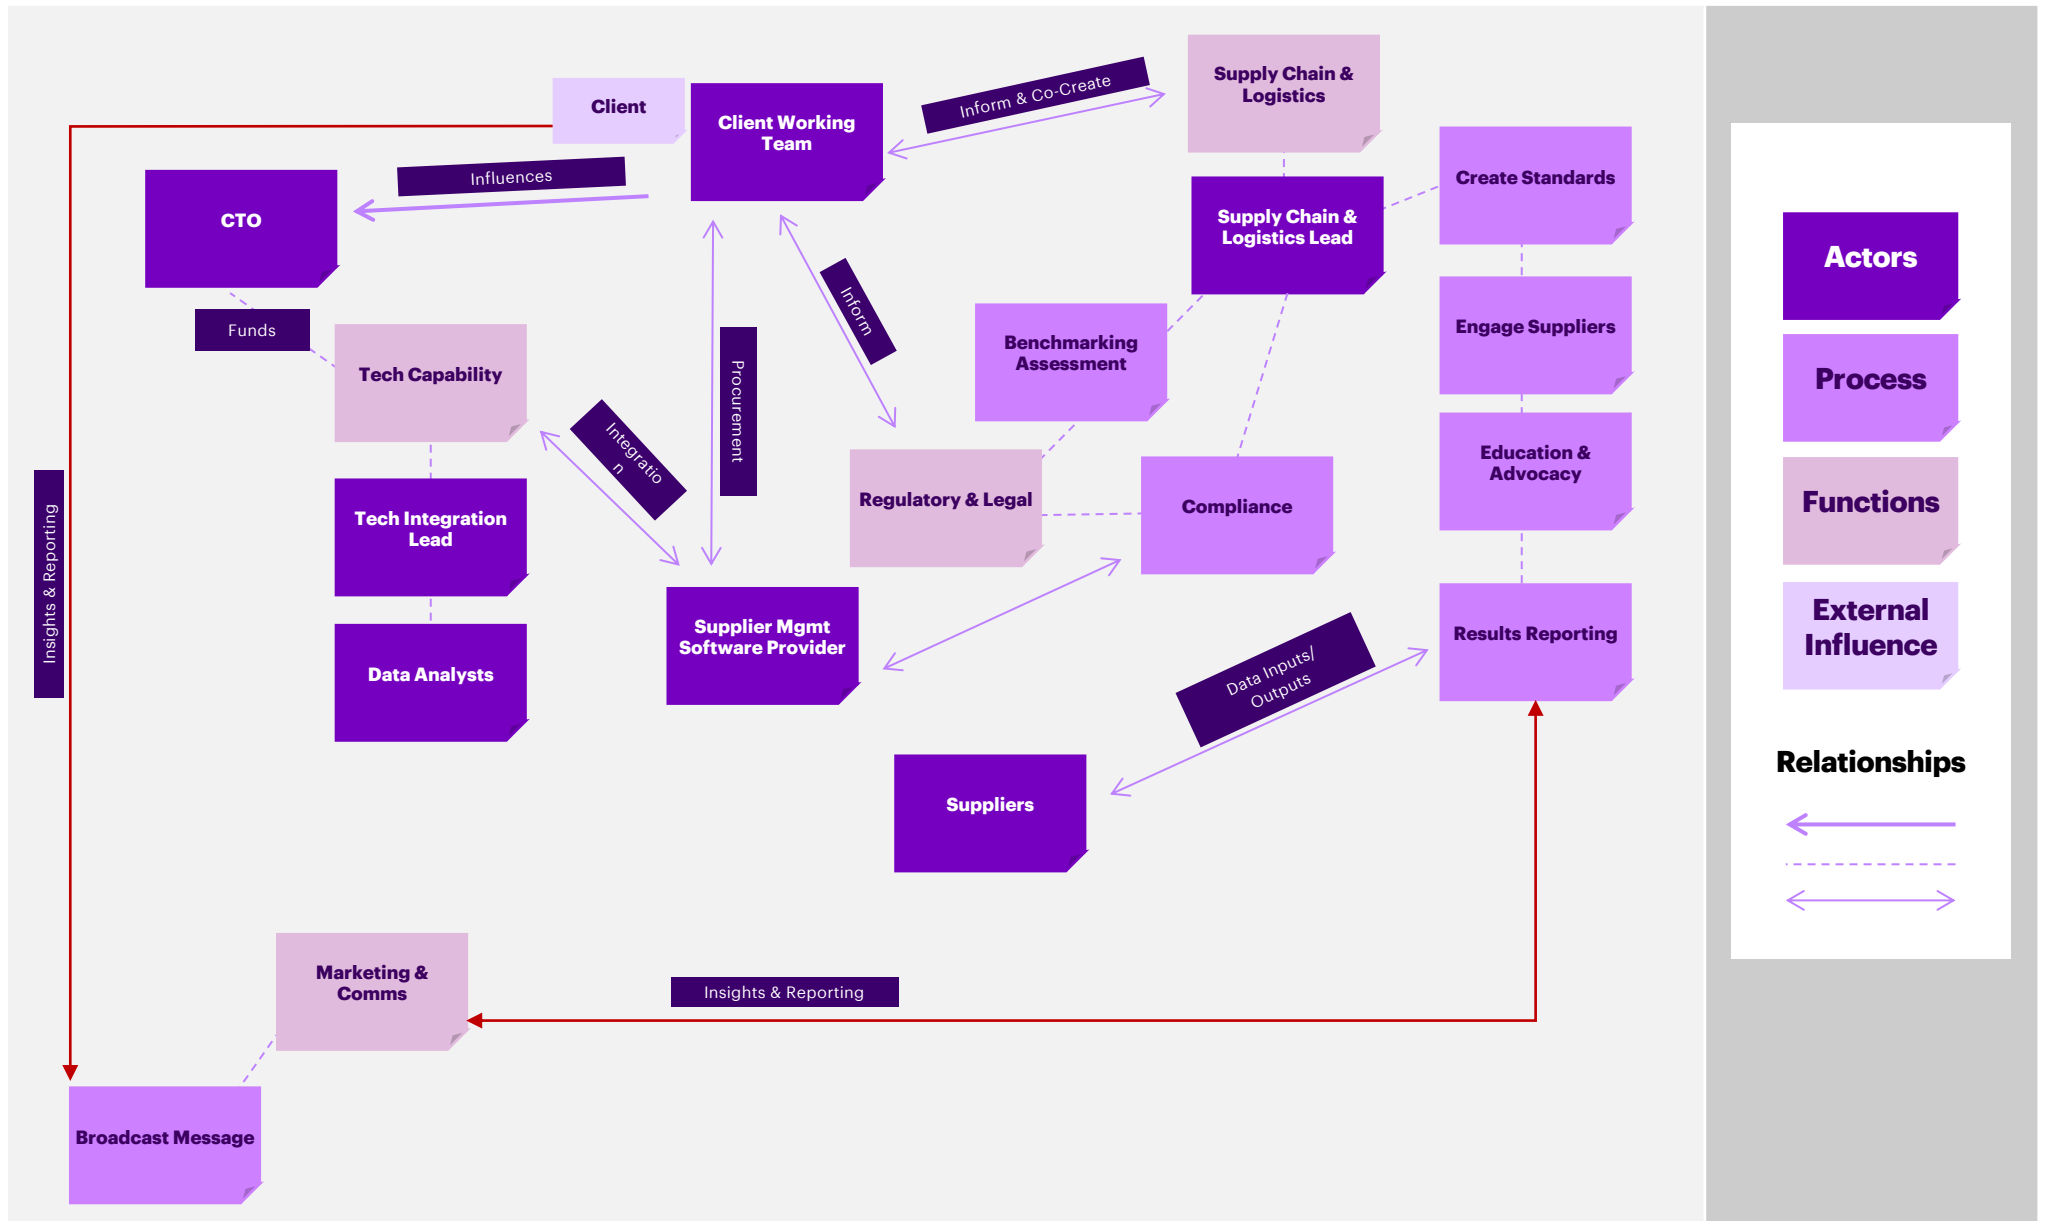 Client
Client Working
Team
Inform & Co-Create
Supply Chain &
Logistics
Influences
CTO
Create Standards
Supply Chain &
Logistics Lead
Actors
Funds
Inform
Benchmarking
Assessment
Engage Suppliers
Tech Capability
Process
Procurement
Integratio
n
Regulatory & Legal
Compliance
Education &
Advocacy
Functions
Tech Integration
Lead
Insights & Reporting
Supplier Mgmt
Software Provider
Results Reporting
External
Influence
Data Analysts
Data Inputs/
Outputs
Relationships
Suppliers
Marketing &
Comms
Insights & Reporting
Broadcast Message